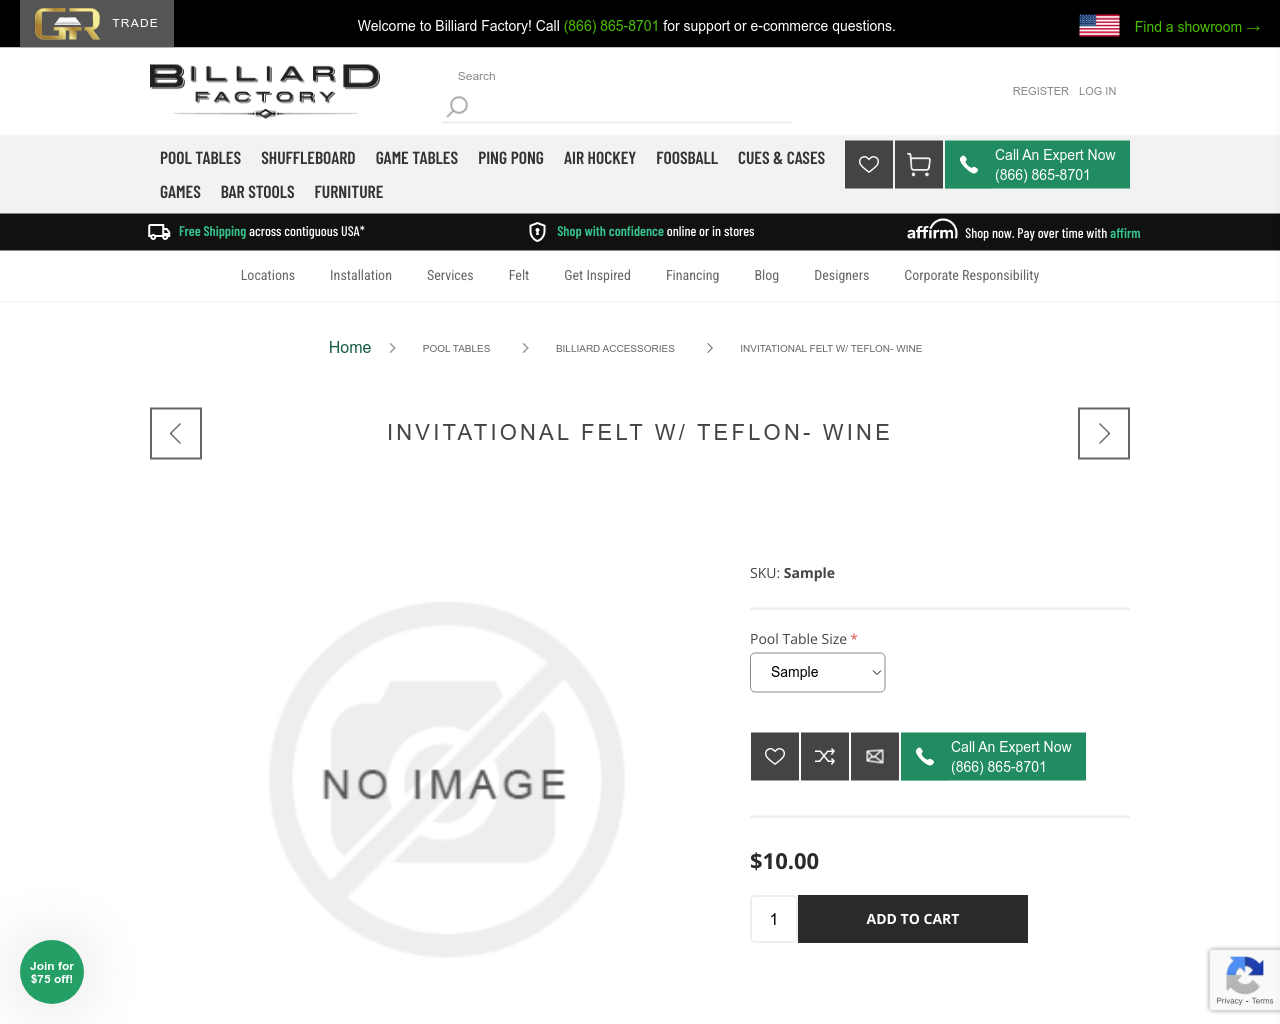 TRADE
Welcome to Billiard Factory! Call (866) 865-8701 for support or e-commerce questions.
Find a showroom →
BILLIARD
FACTORY
Search
REGISTER LOG IN
POOL TABLES SHUFFLEBOARD GAME TABLES PING PONG AIR HOCKEY FOOSBALL CUES & CASES
GAMES BAR STOOLS FURNITURE
Call An Expert Now
(866) 865-8701
Free Shipping across contiguous USA*
Shop with confidence online or in stores
affirm Shop now. Pay over time with affirm
Locations Installation Services Felt Get Inspired Financing Blog Designers Corporate Responsibility
Home POOL TABLES BILLIARD ACCESSORIES INVITATIONAL FELT W/ TEFLON- WINE
INVITATIONAL FELT W/ TEFLON- WINE
NO IMAGE
SKU: Sample
Pool Table Size *
Sample
Call An Expert Now
(866) 865-8701
$10.00
1 ADD TO CART
Join for
$75 off!
Privacy - Terms